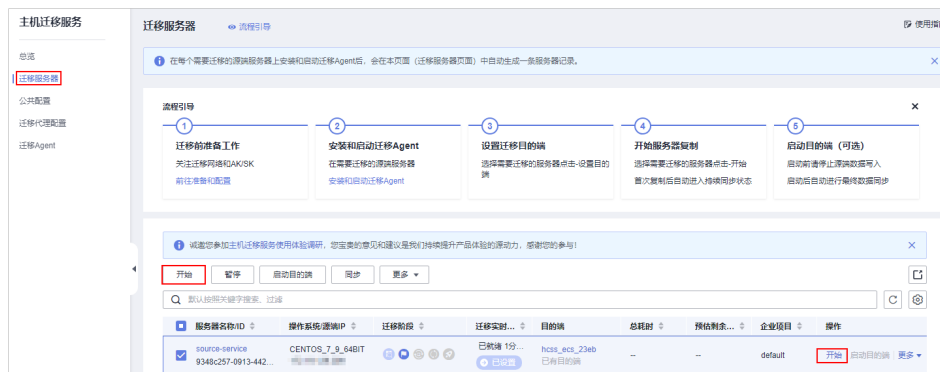 主机迁移服务
总览
迁移服务器
公共配置
迁移代理配置
迁移Agent
迁移服务器 流程引导 使用指南
在每个需要迁移的源端服务器上安装和启动迁移Agent后，会在本页面（迁移服务器页面）中自动生成一条服务器记录。
流程引导
1 2 3 4 5
迁移前准备工作 安装和启动迁移Agent 设置迁移目的端 开始服务器复制 启动目的端（可选）
关注迁移网络和AK/SK 在需要迁移的源端服务器 选择需要迁移的服务器点击-设置目的端 选择需要迁移的服务器点击-开始 启动前请停止源端数据写入
前往准备和配置 安装和启动迁移Agent 首次复制后自动进入持续同步状态 启动后自动进行最终数据同步
诚邀您参加主机迁移服务使用体验调研，您宝贵的意见和建议是我们持续提升产品体验的源动力，感谢您的参与！
开始 暂停 启动目的端 同步 更多
默认按照关键字搜索、过滤
服务器名称/ID 操作系统/源端IP 迁移阶段 迁移实时... 目的端 总耗时 预估剩余... 企业项目 操作
source-service CENTOS_7_9_64BIT 已就绪 1分... hcss_ecs_23eb -- -- default 开始 启动目的端 更多
9348c257-0913-442... 已设置 已有目的端